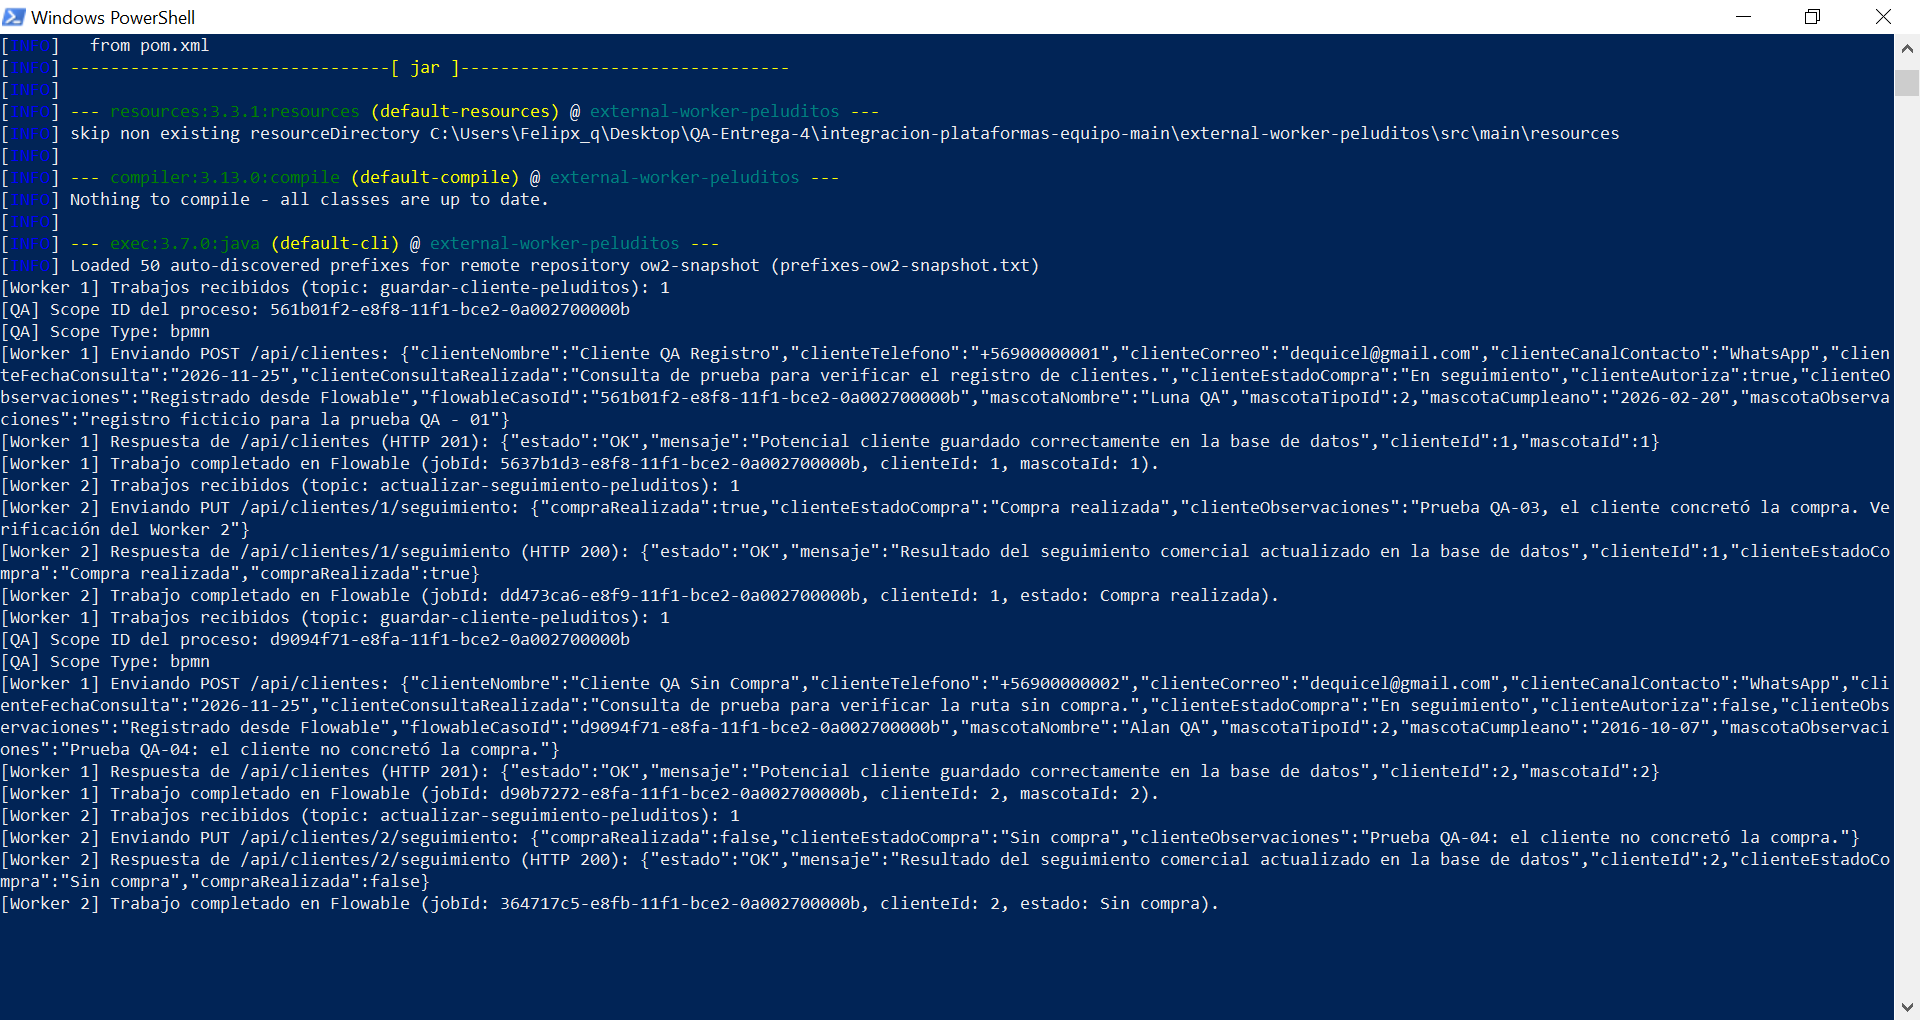 Windows PowerShell
[INFO]   from pom.xml
[INFO] --------------------------------[ jar ]---------------------------------
[INFO]
[INFO] --- resources:3.3.1:resources (default-resources) @ external-worker-peluditos ---
[INFO] skip non existing resourceDirectory C:\Users\Felipx_q\Desktop\QA-Entrega-4\integracion-plataformas-equipo-main\external-worker-peluditos\src\main\resources
[INFO]
[INFO] --- compiler:3.13.0:compile (default-compile) @ external-worker-peluditos ---
[INFO] Nothing to compile - all classes are up to date.
[INFO]
[INFO] --- exec:3.7.0:java (default-cli) @ external-worker-peluditos ---
[INFO] Loaded 50 auto-discovered prefixes for remote repository ow2-snapshot (prefixes-ow2-snapshot.txt)
[Worker 1] Trabajos recibidos (topic: guardar-cliente-peluditos): 1
[QA] Scope ID del proceso: 561b01f2-e8f8-11f1-bce2-0a002700000b
[QA] Scope Type: bpmn
[Worker 1] Enviando POST /api/clientes: {"clienteNombre":"Cliente QA Registro","clienteTelefono":"+56900000001","clienteCorreo":"dequicel@gmail.com","clienteCanalContacto":"WhatsApp","clien
teFechaConsulta":"2026-11-25","clienteConsultaRealizada":"Consulta de prueba para verificar el registro de clientes.","clienteEstadoCompra":"En seguimiento","clienteAutoriza":true,"clienteO
bservaciones":"Registrado desde Flowable","flowableCasoId":"561b01f2-e8f8-11f1-bce2-0a002700000b","mascotaNombre":"Luna QA","mascotaTipoId":2,"mascotaCumpleano":"2026-02-20","mascotaObserva
ciones":"registro ficticio para la prueba QA - 01"}
[Worker 1] Respuesta de /api/clientes (HTTP 201): {"estado":"OK","mensaje":"Potencial cliente guardado correctamente en la base de datos","clienteId":1,"mascotaId":1}
[Worker 1] Trabajo completado en Flowable (jobId: 5637b1d3-e8f8-11f1-bce2-0a002700000b, clienteId: 1, mascotaId: 1).
[Worker 2] Trabajos recibidos (topic: actualizar-seguimiento-peluditos): 1
[Worker 2] Enviando PUT /api/clientes/1/seguimiento: {"compraRealizada":true,"clienteEstadoCompra":"Compra realizada","clienteObservaciones":"Prueba QA-03, el cliente concretó la compra. Ve
rificación del Worker 2"}
[Worker 2] Respuesta de /api/clientes/1/seguimiento (HTTP 200): {"estado":"OK","mensaje":"Resultado del seguimiento comercial actualizado en la base de datos","clienteId":1,"clienteEstadoCo
mpra":"Compra realizada","compraRealizada":true}
[Worker 2] Trabajo completado en Flowable (jobId: dd473ca6-e8f9-11f1-bce2-0a002700000b, clienteId: 1, estado: Compra realizada).
[Worker 1] Trabajos recibidos (topic: guardar-cliente-peluditos): 1
[QA] Scope ID del proceso: d9094f71-e8fa-11f1-bce2-0a002700000b
[QA] Scope Type: bpmn
[Worker 1] Enviando POST /api/clientes: {"clienteNombre":"Cliente QA Sin Compra","clienteTelefono":"+56900000002","clienteCorreo":"dequicel@gmail.com","clienteCanalContacto":"WhatsApp","cli
enteFechaConsulta":"2026-11-25","clienteConsultaRealizada":"Consulta de prueba para verificar la ruta sin compra.","clienteEstadoCompra":"En seguimiento","clienteAutoriza":false,"clienteObs
ervaciones":"Registrado desde Flowable","flowableCasoId":"d9094f71-e8fa-11f1-bce2-0a002700000b","mascotaNombre":"Alan QA","mascotaTipoId":2,"mascotaCumpleano":"2016-10-07","mascotaObservaci
ones":"Prueba QA-04: el cliente no concretó la compra."}
[Worker 1] Respuesta de /api/clientes (HTTP 201): {"estado":"OK","mensaje":"Potencial cliente guardado correctamente en la base de datos","clienteId":2,"mascotaId":2}
[Worker 1] Trabajo completado en Flowable (jobId: d90b7272-e8fa-11f1-bce2-0a002700000b, clienteId: 2, mascotaId: 2).
[Worker 2] Trabajos recibidos (topic: actualizar-seguimiento-peluditos): 1
[Worker 2] Enviando PUT /api/clientes/2/seguimiento: {"compraRealizada":false,"clienteEstadoCompra":"Sin compra","clienteObservaciones":"Prueba QA-04: el cliente no concretó la compra."}
[Worker 2] Respuesta de /api/clientes/2/seguimiento (HTTP 200): {"estado":"OK","mensaje":"Resultado del seguimiento comercial actualizado en la base de datos","clienteId":2,"clienteEstadoCo
mpra":"Sin compra","compraRealizada":false}
[Worker 2] Trabajo completado en Flowable (jobId: 364717c5-e8fb-11f1-bce2-0a002700000b, clienteId: 2, estado: Sin compra).